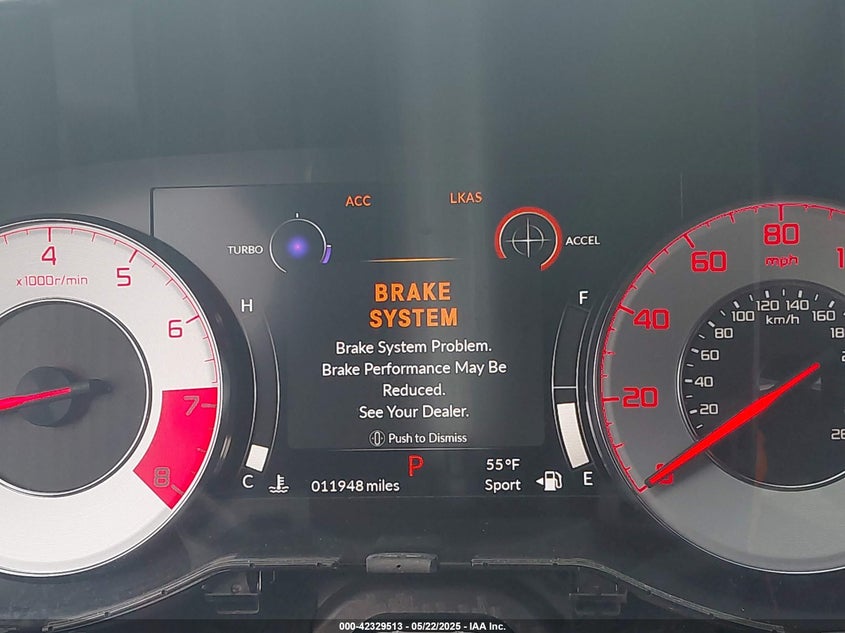 ACC
LKAS
TURBO
ACCEL
4
5
6
7
8
x1000r/min
H
C
BRAKE
SYSTEM
Brake System Problem.
Brake Performance May Be
Reduced.
See Your Dealer.
Push to Dismiss
P
011948 miles
55°F
Sport
F
E
0
20
40
60
80
mph
20
40
60
80
100
120
140
160
km/h
000-42329513 - 05/22/2025 - IAA Inc.